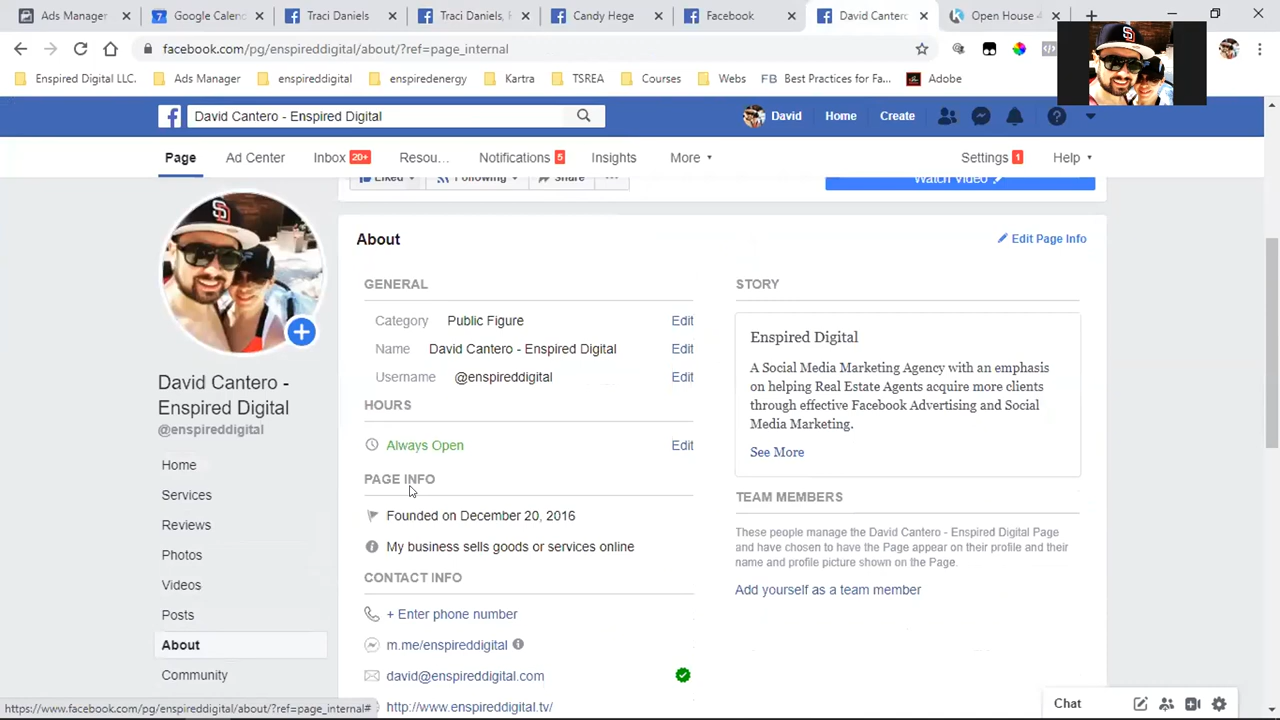 Ads Manager
Google Calend
Traci Daniels
Traci Daniels, F
Candy Hege
Facebook
David Cantero
Open House 4
facebook.com/pg/enspireddigital/about/?ref=page_internal
Enspired Digital LLC.
Ads Manager
enspireddigital
Kartra
TSREA
Courses
Webs
Best Practices for Fa...
Adobe
David Cantero - Enspired Digital
David
Home
Create
Page
Ad Center
Inbox 20+
Resou...
Notifications 5
Insights
More
Settings 1
Help
Liked
Following
Share
Watch Video
About
Edit Page Info
GENERAL
Category Public Figure Edit
Name David Cantero - Enspired Digital Edit
Username @enspireddigital Edit
HOURS
Always Open Edit
PAGE INFO
Founded on December 20, 2016
My business sells goods or services online
CONTACT INFO
+ Enter phone number
m.me/enspireddigital
david@enspireddigital.com
http://www.enspireddigital.tv/
STORY
Enspired Digital
A Social Media Marketing Agency with an emphasis
on helping Real Estate Agents acquire more clients
through effective Facebook Advertising and Social
Media Marketing.
See More
TEAM MEMBERS
These people manage the David Cantero - Enspired Digital Page
and have chosen to have the Page appear on their profile and their
name and profile picture shown on the Page.
Add yourself as a team member
David Cantero -
Enspired Digital
@enspireddigital
Home
Services
Reviews
Photos
Videos
Posts
About
Community
https://www.facebook.com/pg/enspireddigital/about/?ref=page_internal#
Chat